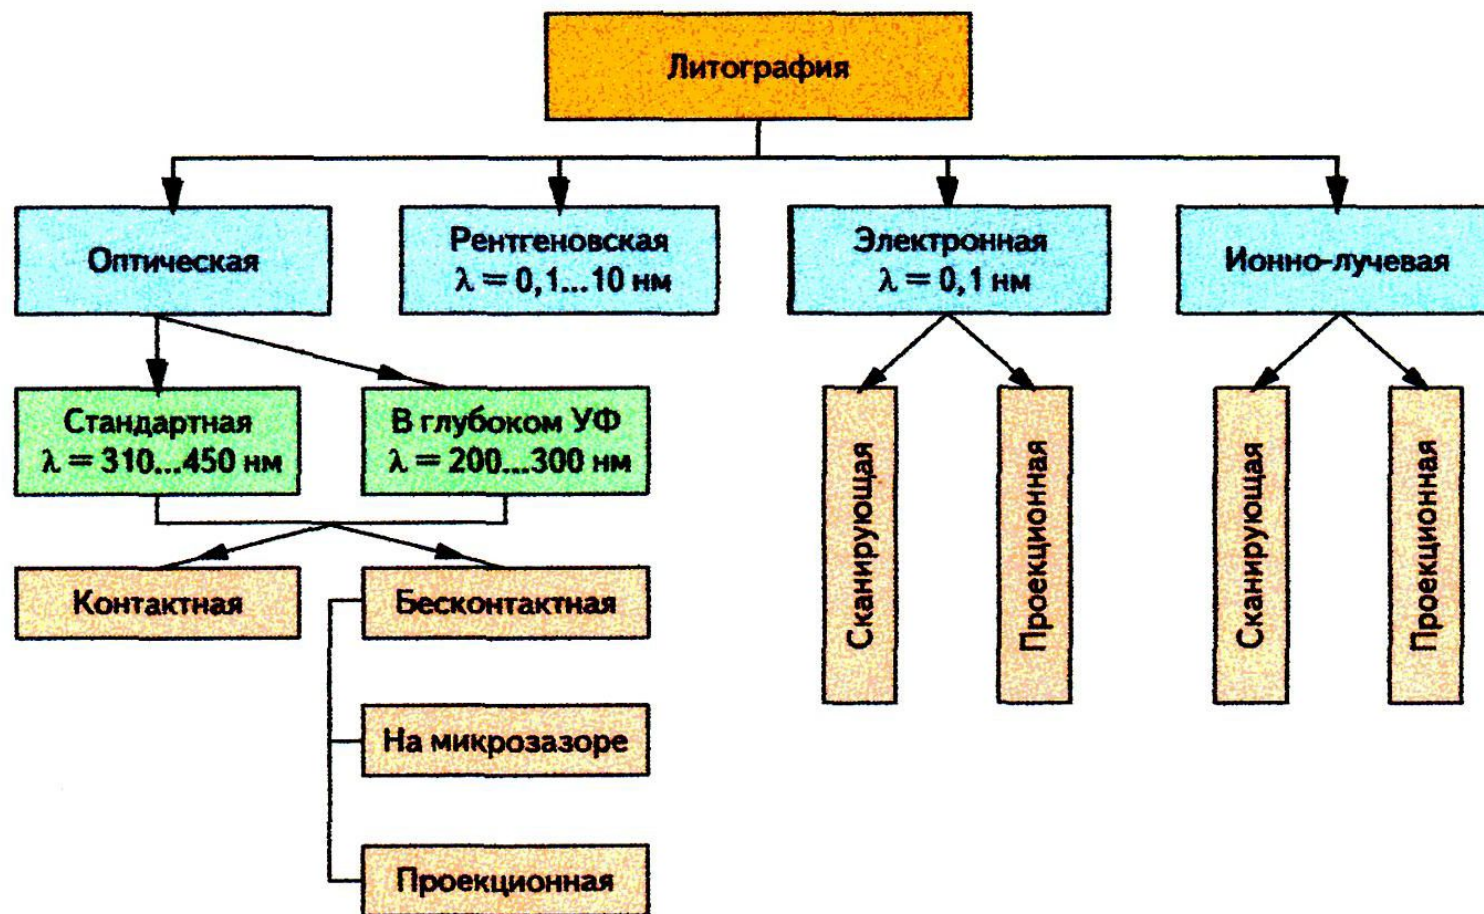 Литография
Оптическая
Рентгеновская
λ = 0,1...10 нм
Электронная
λ = 0,1 нм
Ионно-лучевая
Стандартная
λ = 310...450 нм
В глубоком УФ
λ = 200...300 нм
Контактная
Бесконтактная
На микрозазоре
Проекционная
Сканирующая
Проекционная
Сканирующая
Проекционная